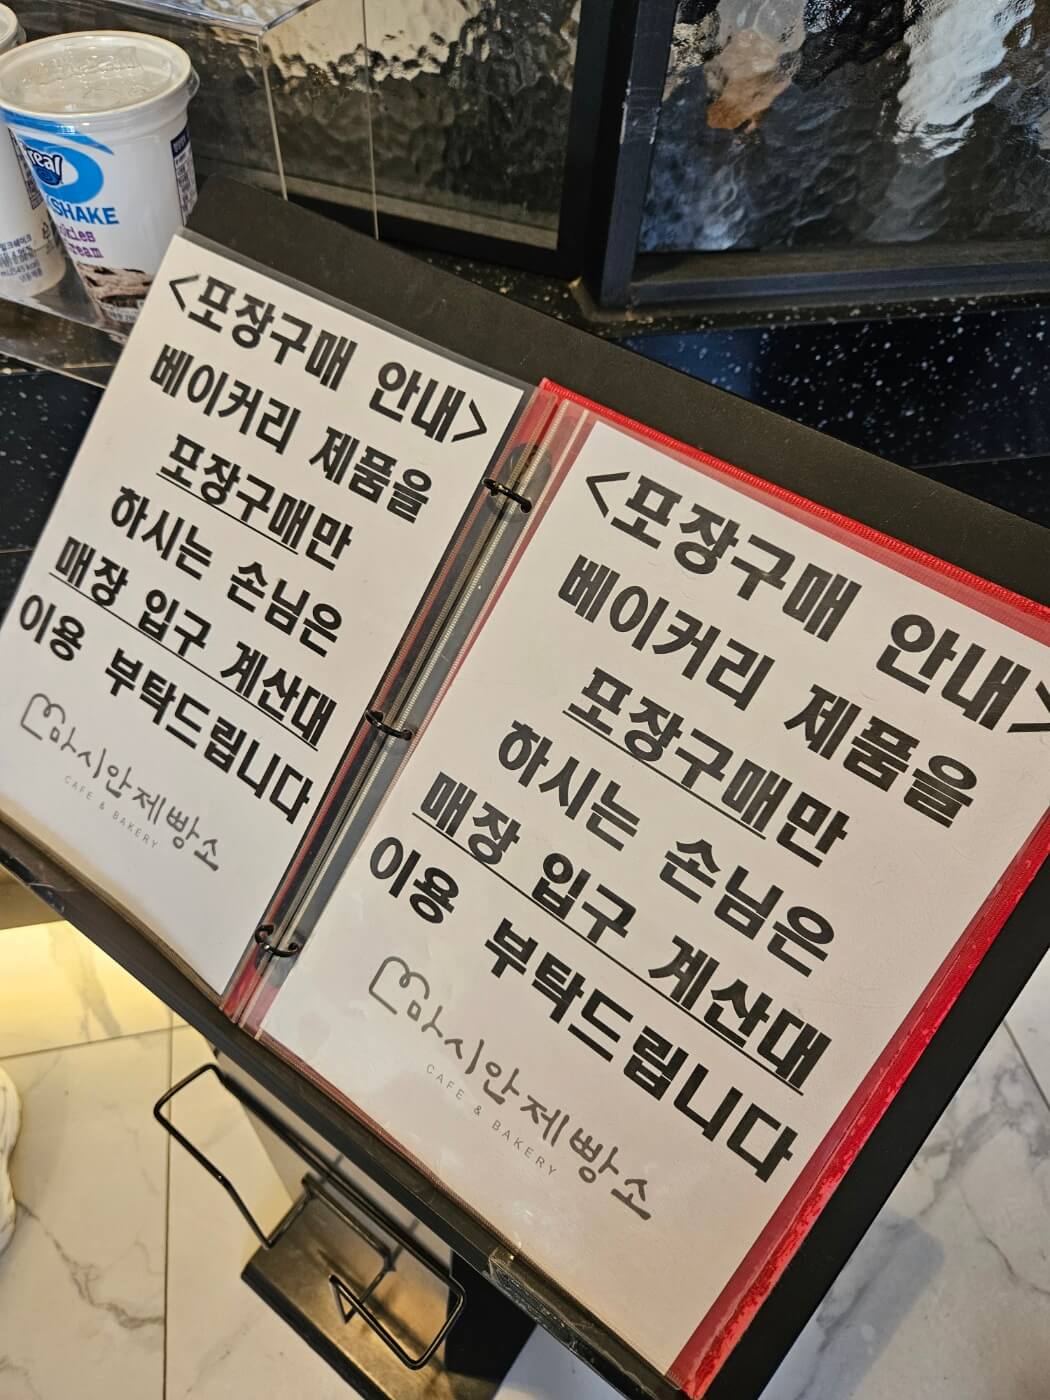 real
SHAKE
<포장구매 안내>
베이커리 제품을
포장구매만
하시는 손님은
매장 입구 계산대
이용 부탁드립니다
마시안제빵소
CAFE & BAKERY
<포장구매 안내>
베이커리 제품을
포장구매만
하시는 손님은
매장 입구 계산대
이용 부탁드립니다
마시안제빵소
CAFE & BAKERY